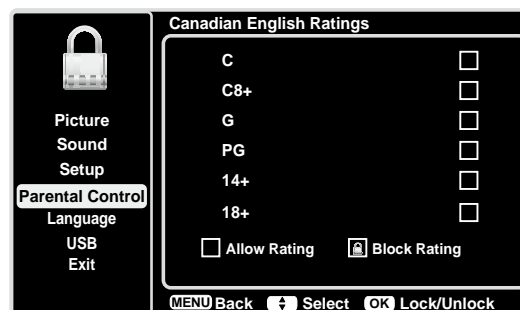 Canadian English Ratings
C
C8+
G
PG
14+
18+
Allow Rating Block Rating
Picture
Sound
Setup
Parental Control
Language
USB
Exit
MENU Back Select OK Lock/Unlock